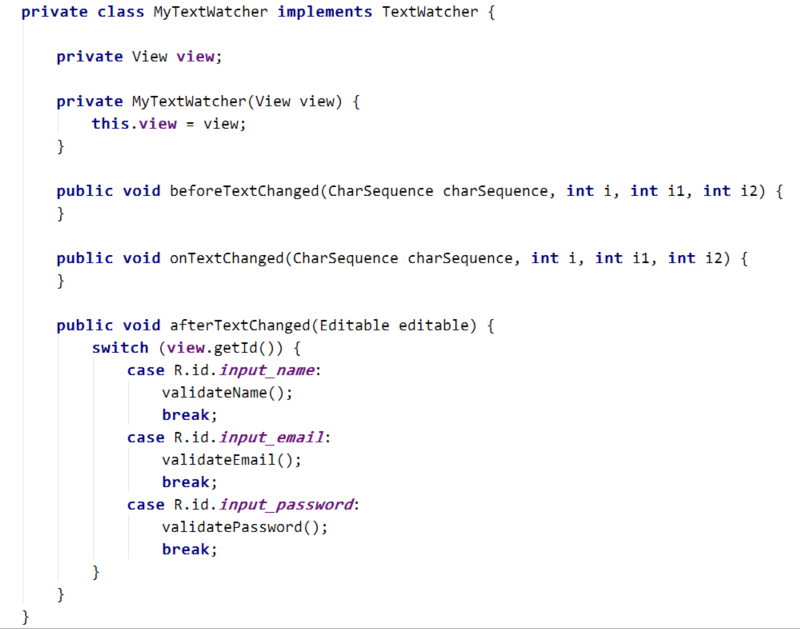 private class MyTextWatcher implements TextWatcher {
private View view;
private MyTextWatcher(View view) {
this.view = view;
}
public void beforeTextChanged(CharSequence charSequence, int i, int i1, int i2) {
}
public void onTextChanged(CharSequence charSequence, int i, int i1, int i2) {
}
public void afterTextChanged(Editable editable) {
switch (view.getId()) {
case R.id.input_name:
validateName();
break;
case R.id.input_email:
validateEmail();
break;
case R.id.input_password:
validatePassword();
break;
}
}
}